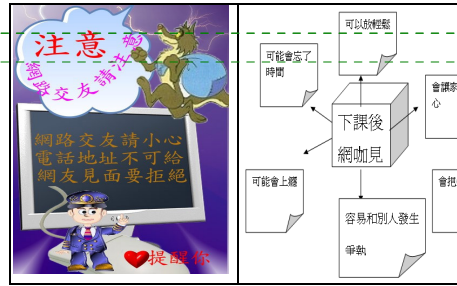 注意
網路交友請注意
網路交友請小心
電話地址不可給
網友見面要拒絕
提醒你
可以放輕鬆
可能會忘了
時間
會讓家
心
下課後
網咖見
可能會上癮
會把
容易和別人發生
爭執